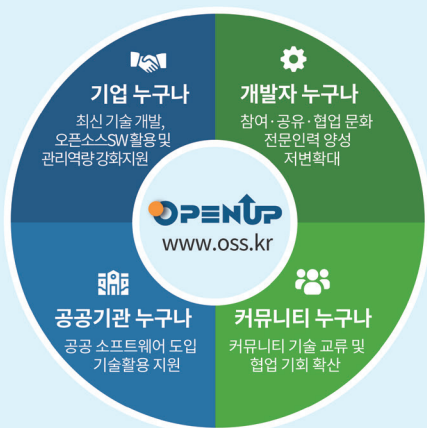 기업 누구나
최신 기술 개발,
오픈소스SW 활용 및
관리역량 강화지원
개발자 누구나
참여·공유·협업 문화
전문인력 양성
저변확대
OPENUP
www.oss.kr
공공기관 누구나
공공 소프트웨어 도입
기술활용 지원
커뮤니티 누구나
커뮤니티 기술 교류 및
협업 기회 확산